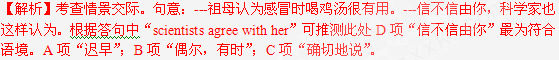 【解析】考查情景交际。句意：---祖母认为感冒时喝鸡汤很有用。---信不信由你，科学家也
这样认为。根据答句中“scientists agree with her”可推测此处 D 项“信不信由你”最为符合
语境。A 项“迟早”；B 项“偶尔，有时”；C 项“确切地说”。